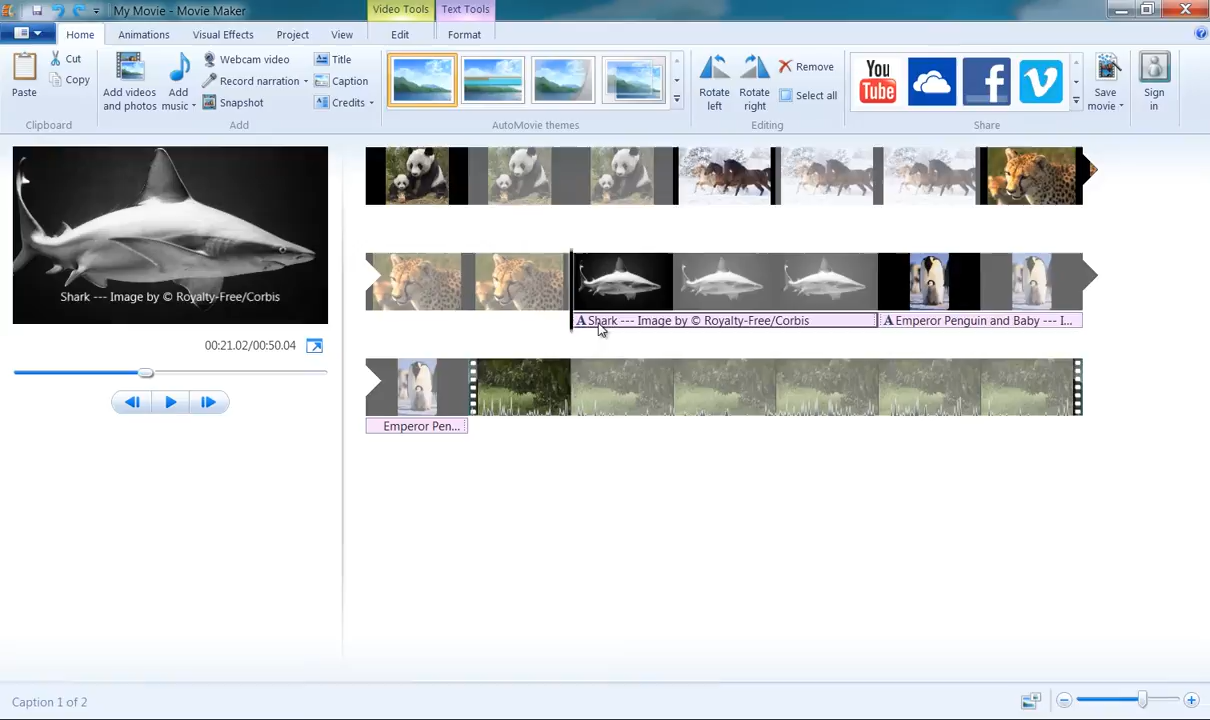 My Movie - Movie Maker
Video Tools
Text Tools
Home
Animations
Visual Effects
Project
View
Edit
Format
Paste
Cut
Copy
Clipboard
Add videos
and photos
Add
music
Webcam video
Record narration
Snapshot
Title
Caption
Credits
Add
AutoMovie themes
Rotate
left
Rotate
right
Remove
Select all
Editing
You
Tube
Share
Save
movie
Sign
in
Shark --- Image by © Royalty-Free/Corbis
00:21.02/00:50.04
A Shark --- Image by © Royalty-Free/Corbis
A Emperor Penguin and Baby --- I...
Emperor Pen...
Caption 1 of 2